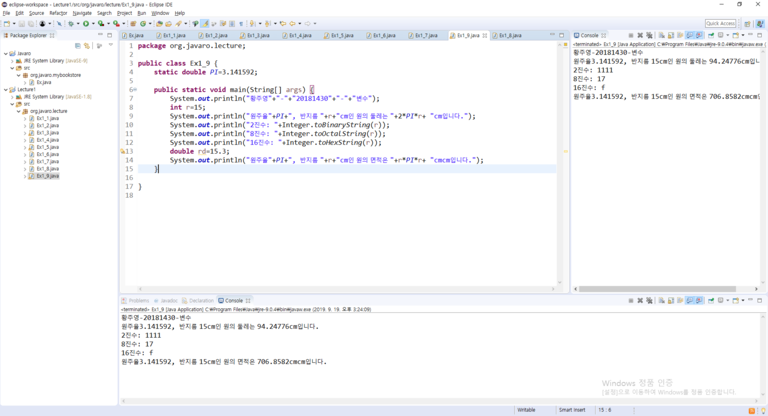 eclipse-workspace - Lecture1/src/org/javaro/lecture/Ex1_9.java - Eclipse IDE
File Edit Source Refactor Navigate Search Project Run Window Help
Quick Access
Package Explorer
Javaro
JRE System Library [JavaSE-9]
src
org.javaro.mybookstore
Ex.java
Lecture1
JRE System Library [JavaSE-1.8]
src
org.javaro.lecture
Ex1_1.java
Ex1_2.java
Ex1_3.java
Ex1_4.java
Ex1_5.java
Ex1_6.java
Ex1_7.java
Ex1_8.java
Ex1_9.java
Ex.java Ex1_1.java Ex1_2.java Ex1_3.java Ex1_4.java Ex1_5.java Ex1_6.java Ex1_7.java Ex1_9.java Ex1_8.java
1 package org.javaro.lecture;
2
3 public class Ex1_9 {
4 static double PI=3.141592;
5
6 public static void main(String[] args) {
7 System.out.println("황주영"+"-"+"20181430"+"-"+"변수");
8 int r=15;
9 System.out.println("원주율"+PI+", 반지름 "+r+"cm인 원의 둘레는 "+2*PI*r+ "cm입니다.");
10 System.out.println("2진수: "+Integer.toBinaryString(r));
11 System.out.println("8진수: "+Integer.toOctalString(r));
12 System.out.println("16진수: "+Integer.toHexString(r));
13 double rd=15.3;
14 System.out.println("원주율"+PI+", 반지름 "+r+"cm인 원의 면적은 "+r*PI*r+ "cmcm입니다.");
15 }
16
17 }
18
Console
<terminated> Ex1_9 [Java Application] C:₩Program Files₩Java₩jre-9.0.4₩bin₩javaw.exe
황주영-20181430-변수
원주율3.141592, 반지름 15cm인 원의 둘레는 94.24776cm입니
2진수: 1111
8진수: 17
16진수: f
원주율3.141592, 반지름 15cm인 원의 면적은 706.8582cmc
Problems Javadoc Declaration Console
<terminated> Ex1_9 [Java Application] C:₩Program Files₩Java₩jre-9.0.4₩bin₩javaw.exe (2019. 9. 19. 오후 3:24:09)
황주영-20181430-변수
원주율3.141592, 반지름 15cm인 원의 둘레는 94.24776cm입니다.
2진수: 1111
8진수: 17
16진수: f
원주율3.141592, 반지름 15cm인 원의 면적은 706.8582cmcm입니다.
Windows 정품 인증
[설정]으로 이동하여 Windows를 정품 인증합니다.
Writable Smart Insert 15 : 6